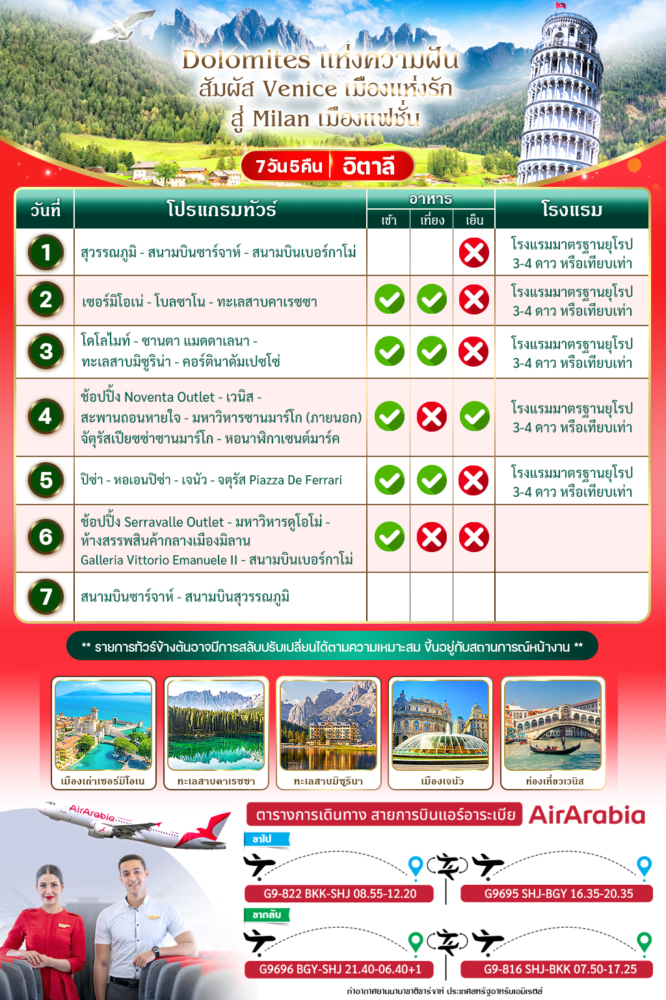 Dolomites แห่งความฝัน
สัมผัส Venice เมืองแห่งรัก
สู่ Milan เมืองแฟชั่น
7วัน5คืน อิตาลี
วันที่ โปรแกรมทัวร์ อาหาร โรงแรม
เช้า เที่ยง เย็น
1 สุวรรณภูมิ - สนามบินชาร์จาห์ - สนามบินเบอร์กาโม่ โรงแรมมาตรฐานยุโรป
3-4 ดาว หรือเทียบเท่า
2 เซอร์มิโอเน่ - โบลซาโน - ทะเลสาบคาเรซซา โรงแรมมาตรฐานยุโรป
3-4 ดาว หรือเทียบเท่า
3 โดโลไมท์ - ซานตา แมดดาเลนา - โรงแรมมาตรฐานยุโรป
ทะเลสาบมิซูริน่า - คอร์ตินาดัมเปซโซ่ 3-4 ดาว หรือเทียบเท่า
4 ช้อปปิ้ง Noventa Outlet - เวนิส -
สะพานถอนหายใจ - มหาวิหารซานมาร์โก (ภายนอก) โรงแรมมาตรฐานยุโรป
จัตุรัสเปียซซ่าซานมาร์โก - หอนาฬิกาเซนต์มาร์ค 3-4 ดาว หรือเทียบเท่า
5 ปิซ่า - หอเอนปิซ่า - เจนัว - จตุรัส Piazza De Ferrari โรงแรมมาตรฐานยุโรป
3-4 ดาว หรือเทียบเท่า
6 ช้อปปิ้ง Serravalle Outlet - มหาวิหารดูโอโม่ -
ห้างสรรพสินค้ากลางเมืองมิลาน
Galleria Vittorio Emanuele II - สนามบินเบอร์กาโม่
7 สนามบินชาร์จาห์ - สนามบินสุวรรณภูมิ
** รายการทัวร์ข้างต้นอาจมีการสลับปรับเปลี่ยนได้ตามความเหมาะสม ขึ้นอยู่กับสถานการณ์หน้างาน **
เมืองเก่าเซอร์มิโอเน ทะเลสาบคาเรซซา ทะเลสาบมิซูรินา เมืองเจนัว ท่องเที่ยวเวนิส
AirArabia
ตารางการเดินทาง สายการบินแอร์อาระเบีย AirArabia
ขาไป
G9-822 BKK-SHJ 08.55-12.20 G9695 SHJ-BGY 16.35-20.35
ขากลับ
G9696 BGY-SHJ 21.40-06.40+1 G9-816 SHJ-BKK 07.50-17.25
ท่าอากาศยานนานาชาติชาร์จาห์ ประเทศสหรัฐอาหรับเอมิเรตส์